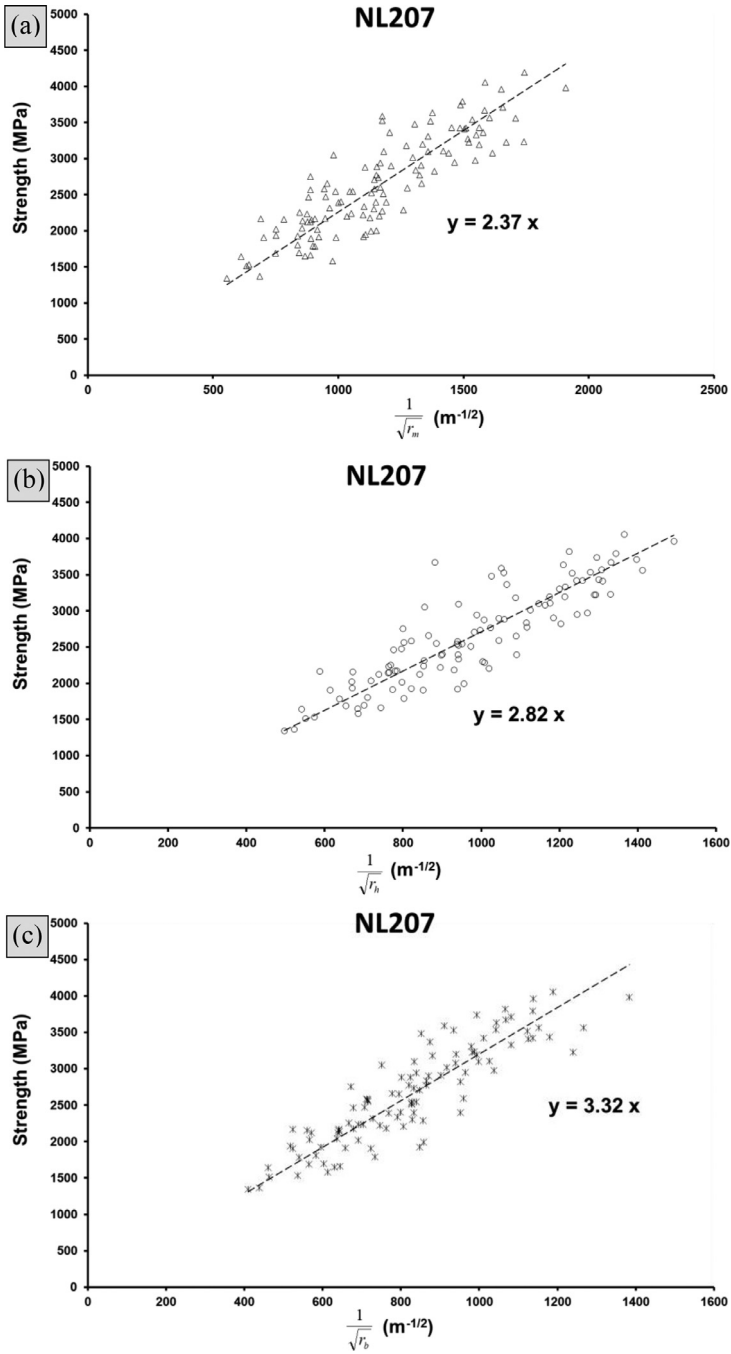 (a)
NL207
5000
4500
4000
3500
3000
2500
2000
1500
1000
500
0
Strength (MPa)
y = 2.37 x
0 500 1000 1500 2000 2500
1/√r_m (m-1/2)
(b)
NL207
5000
4500
4000
3500
3000
2500
2000
1500
1000
500
0
Strength (MPa)
y = 2.82 x
0 200 400 600 800 1000 1200 1400 1600
1/√r_h (m-1/2)
(c)
NL207
5000
4500
4000
3500
3000
2500
2000
1500
1000
500
0
Strength (MPa)
y = 3.32 x
0 200 400 600 800 1000 1200 1400 1600
1/√r_b (m-1/2)